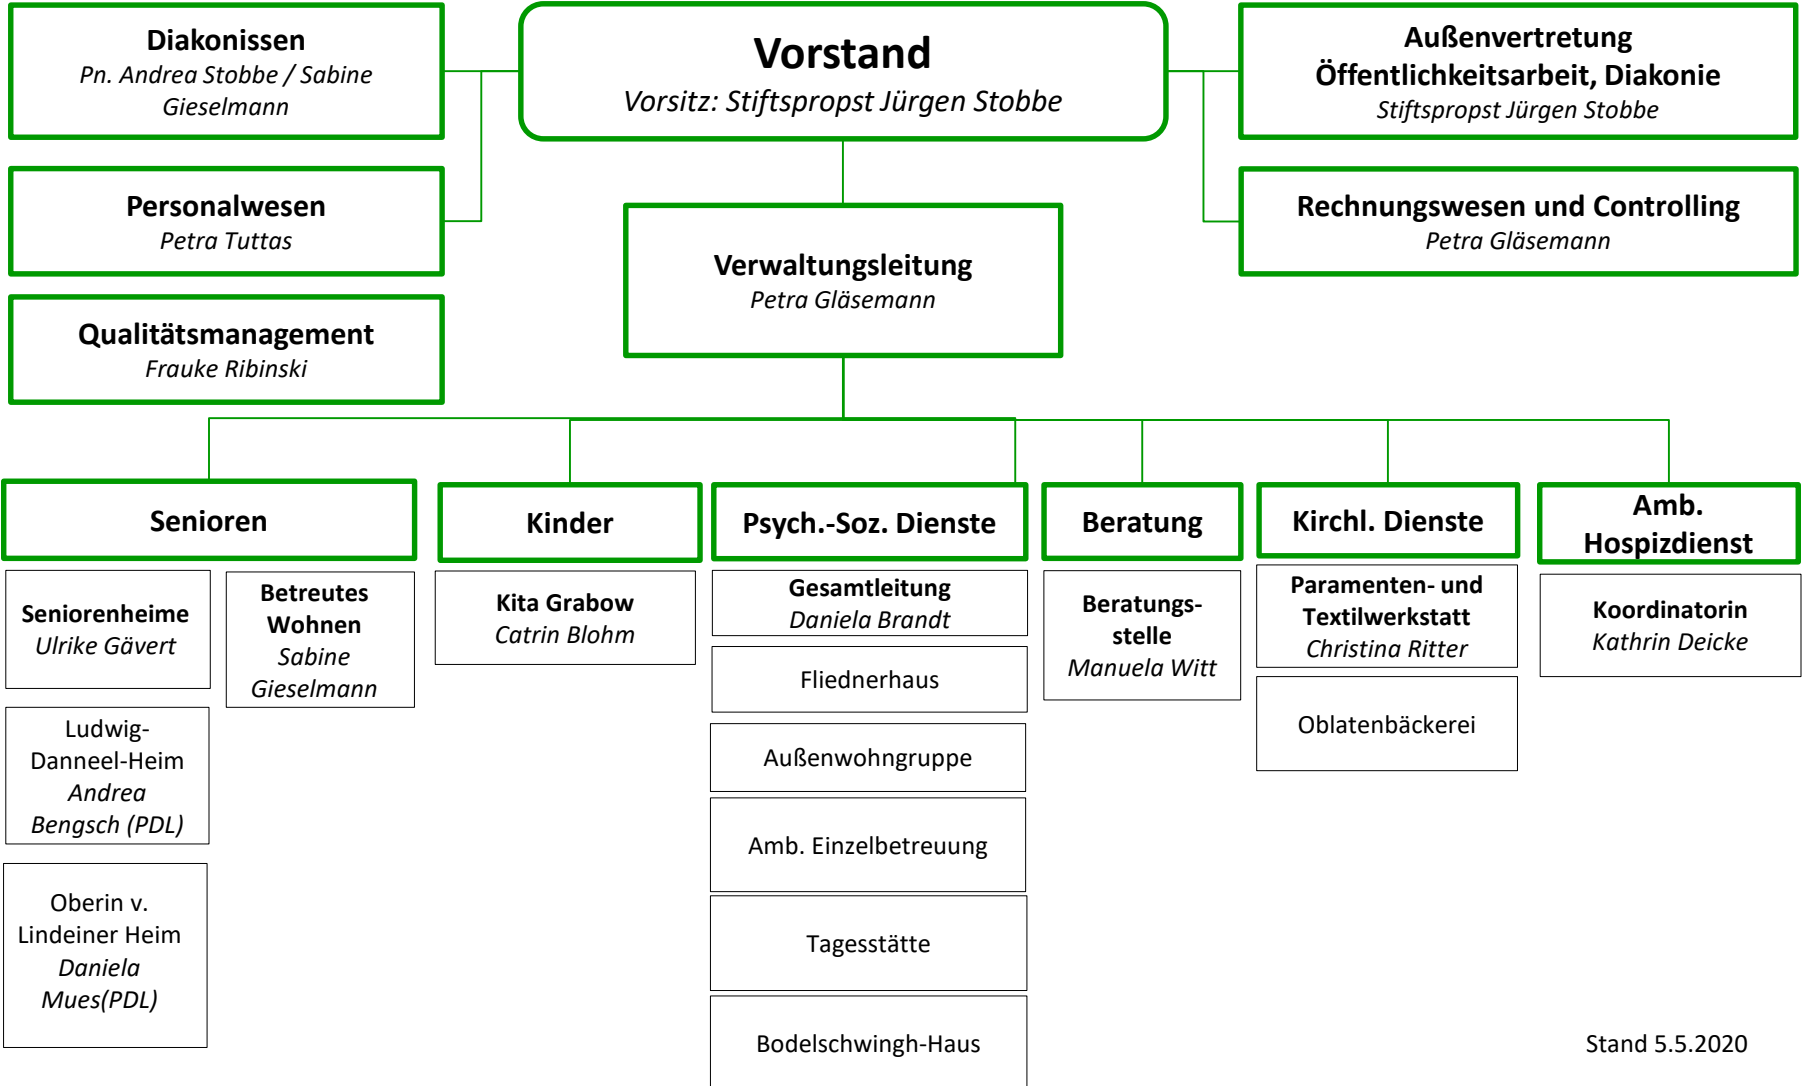 Diakonissen
Pn. Andrea Stobbe / Sabine
Gieselmann
Vorstand
Vorsitz: Stiftspropst Jürgen Stobbe
Außenvertretung
Öffentlichkeitsarbeit, Diakonie
Stiftspropst Jürgen Stobbe
Personalwesen
Petra Tuttas
Verwaltungsleitung
Petra Gläsemann
Rechnungswesen und Controlling
Petra Gläsemann
Qualitätsmanagement
Frauke Ribinski
Senioren
Kinder
Psych.-Soz. Dienste
Beratung
Kirchl. Dienste
Amb.
Hospizdienst
Seniorenheime
Ulrike Gävert
Betreutes
Wohnen
Sabine
Gieselmann
Ludwig-
Danneel-Heim
Andrea
Bengsch (PDL)
Oberin v.
Lindeiner Heim
Daniela
Mues(PDL)
Kita Grabow
Catrin Blohm
Gesamtleitung
Daniela Brandt
Fliednerhaus
Außenwohngruppe
Amb. Einzelbetreuung
Tagesstätte
Bodelschwingh-Haus
Beratungs-
stelle
Manuela Witt
Paramenten- und
Textilwerkstatt
Christina Ritter
Oblatenbäckerei
Koordinatorin
Kathrin Deicke
Stand 5.5.2020